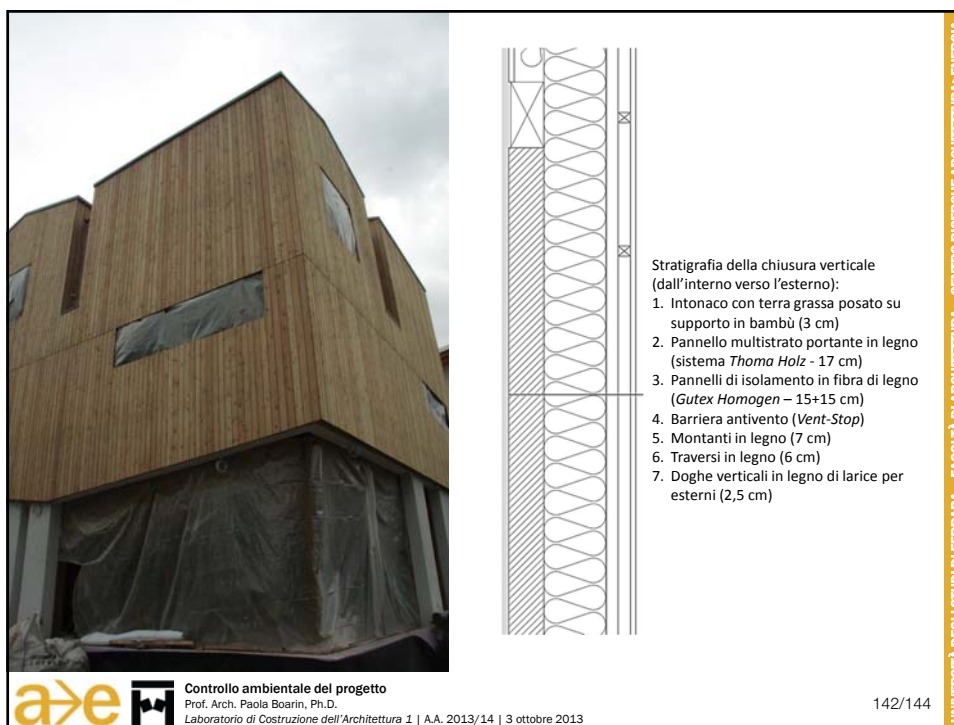 Stratigrafia della chiusura verticale
(dall'interno verso l'esterno):
1. Intonaco con terra grassa posato su
supporto in bambù (3 cm)
2. Pannello multistrato portante in legno
(sistema Thoma Holz - 17 cm)
3. Pannelli di isolamento in fibra di legno
(Gutex Homogen – 15+15 cm)
4. Barriera antivento (Vent-Stop)
5. Montanti in legno (7 cm)
6. Traversi in legno (6 cm)
7. Doghe verticali in legno di larice per
esterni (2,5 cm)
a>e
Controllo ambientale del progetto
Prof. Arch. Paola Boarin, Ph.D.
Laboratorio di Costruzione dell'Architettura 1 | A.A. 2013/14 | 3 ottobre 2013
142/144